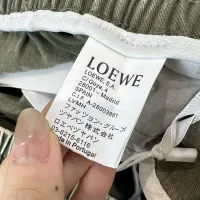 LOEWE
LOEWE, S.A.
C/Goya, 4
28001 - Madrid
SPAIN
C.I.F. A-28003861
LVMH
ファッション・グループ
ジャパン株式会社
ロエベジャパン
03-6215-6116
Made in Portugal